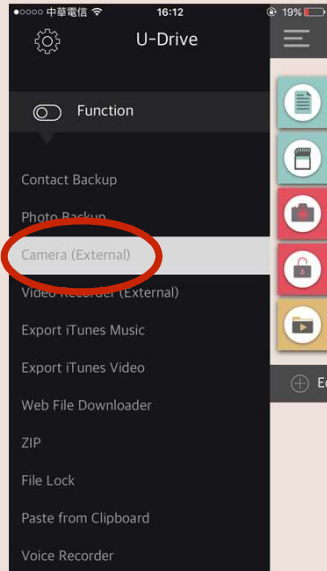 中華電信 16:12 19%
U-Drive
Function
Contact Backup
Photo Backup
Camera (External)
Video Recorder (External)
Export iTunes Music
Export iTunes Video
Web File Downloader
ZIP
File Lock
Paste from Clipboard
Voice Recorder